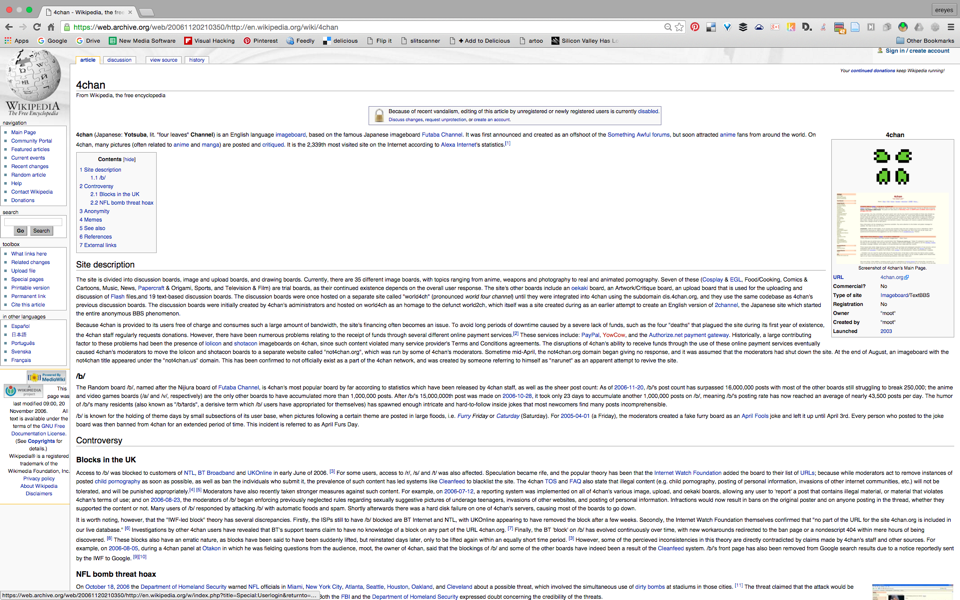 4chan - Wikipedia, the free
ereyes
https://web.archive.org/web/20061120210350/http://en.wikipedia.org/wiki/4chan
Apps Google Drive New Media Software Visual Hacking Pinterest Feedly delicious Flip it slitscanner + Add to Delicious artoo Silicon Valley Has L Other Bookmarks
Sign in / create account
article discussion view source history
Your continued donations keep Wikipedia running!
4chan
From Wikipedia, the free encyclopedia
Because of recent vandalism, editing of this article by unregistered or newly registered users is currently disabled.
Discuss changes, request unprotection, or create an account.
4chan (Japanese: Yotsuba, lit. "four leaves" Channel) is an English language imageboard, based on the famous Japanese imageboard Futaba Channel. It was first announced and created as an offshoot of the Something Awful forums, but soon attracted anime fans from around the world. On
4chan, many pictures (often related to anime and manga) are posted and critiqued. It is the 2,339th most visited site on the Internet according to Alexa Internet's statistics.[1]
Contents [hide]
1 Site description
1.1 /b/
2 Controversy
2.1 Blocks in the UK
2.2 NFL bomb threat hoax
3 Anonymity
4 Memes
5 See also
6 References
7 External links
4chan
Screenshot of 4chan's Main Page.
URL 4chan.org
Commercial? No
Type of site Imageboard/TextBBS
Registration No
Owner "moot"
Created by "moot"
Launched 2003
Site description
The site is divided into discussion boards, image and upload boards, and drawing boards. Currently, there are 35 different image boards, with topics ranging from anime, weapons and photography to real and animated pornography. Seven of these (Cosplay & EGL, Food/Cooking, Comics &
Cartoons, Music, News, Papercraft & Origami, Sports, and Television & Film) are trial boards, as their continued existence depends on the overall user response. The site's other boards include an oekaki board, an Artwork/Critique board, an upload board that is used for the uploading and
discussion of Flash files,and 19 text-based discussion boards. The discussion boards were once hosted on a separate site called "world4ch" (pronounced world four channel) until they were integrated into 4chan using the subdomain dis.4chan.org, and they use the same codebase as 4chan's
previous discussion boards. The discussion boards were initially created by 4chan's administrators and hosted on world4ch as an homage to the defunct world2ch, which itself was a site created during as an earlier attempt to create an English version of 2channel, the Japanese site which started
the entire anonymous BBS phenomenon.
Because 4chan is available to its users free of charge and consumes such a large amount of bandwidth, the site's financing often becomes an issue. To avoid long periods of downtime caused by a severe lack of funds, such as the four "deaths" that plagued the site during its first year of existence,
the 4chan staff regularly requests donations. However, there have been numerous problems relating to the receipt of funds through several different online payment services.[2] These services include: PayPal, YowCow, and the Authorize.net payment gateway. Historically, a large contributing
factor to these problems had been the presence of lolicon and shotacon imageboards on 4chan, since such content violated many service provider's Terms and Conditions agreements. The disruptions of 4chan's ability to receive funds through the use of these online payment services eventually
caused 4chan's moderators to move the lolicon and shotacon boards to a separate website called "not4chan.org", which was run by some of 4chan's moderators. Sometime mid-April, the not4chan.org domain began giving no response, and it was assumed that the moderators had shut down the site. At the end of August, an imageboard with the
not4chan title appeared under the "not4chan.us" domain. This has been confirmed to not officially exist as a part of the 4chan network, and was created by someone referring to himself as "narunet" as an apparent attempt of a revival of the merchandise.
/b/
The Random board /b/, named after the Nijiura board of Futaba Channel, is 4chan's most popular board by far according to statistics which have been released by 4chan staff, as well as the sheer post count: As of 2006-11-20, /b/'s post count has surpassed 16,000,000 posts with most of the other boards still struggling to break 250,000; the anime
and video games boards (/a/ and /v/, respectively) are the only other boards to have accumulated more than 1,000,000 posts. After /b/'s 15,000,000th post was made on 2006-10-28, it took only 23 days to accumulate another 1,000,000 posts on /b/, meaning /b/'s posting rate has now reached an average of nearly 43,500 posts per day. The humor
of /b/'s many residents (also known as "/b/tards", a derisive term which /b/ users have appropriated for themselves) has spawned enough intricate and hard-to-follow inside jokes that most newcomers find many posts incomprehensible.
/b/ is known for the holding of theme days by small subsections of its user base, when pictures following a certain theme are posted in large floods, i.e. Furry Friday or Caturday (Saturday). For 2005-04-01 (a Friday), the moderators created a fake furry board as an April Fools joke and left it up until April 3rd. Every person who posted to the joke
board was then banned from 4chan for an extended period of time. This incident is referred to as April Furs Day.
Controversy
Blocks in the UK
Access to /b/ was blocked to customers of NTL, BT Broadband and UKOnline in early June of 2006. [3] For some users, access to /r/, /s/ and /t/ was also affected. Speculation became rife, and the popular theory has been that the Internet Watch Foundation added the board to their list of URLs; because while moderators act to remove instances of
posted child pornography as soon as possible, as well as ban the individuals who submit it, the prevalence of such content has led systems like Cleanfeed to blacklist the site. The 4chan TOS and FAQ also state that illegal content (e.g. child pornography, posting of personal information, invasions of other internet communities, etc.) will not be
tolerated, and will be punished appropriately.[4] [5] Moderators have also recently taken stronger measures against such content. For example, on 2006-07-12, a reporting system was implemented on all of 4chan's various image, upload, and oekaki boards, allowing any user to 'report' a post that contains illegal material, or material that violates
4chan's terms of use; and on 2006-08-23, the moderators of /b/ began enforcing previously neglected rules regarding sexually suggestive pictures of underage teenagers, invasions of other websites, and posting of personal information. Infractions would now result in bans on the original poster and on anyone posting in the thread, whether they
supported the content or not. Many users of /b/ responded by attacking /b/ with automatic floods and spam. Shortly afterwards there was a hard disk failure on one of 4chan's servers, causing most of the boards to go down.
It is worth noting, however, that the "IWF-led block" theory has several discrepancies. Firstly, the ISPs still to have /b/ blocked are BT Internet and NTL, with UKOnline appearing to have removed the block after a few weeks. Secondly, the Internet Watch Foundation themselves confirmed that "no part of the URL for the site 4chan.org is included in
our live database." [6] Investigations by other 4chan users have revealed that BT's support teams claim to have no knowledge of a block on any part of the 4chan URL. [7] Finally, the BT 'block' on /b/ has evolved continually over time, with new workarounds redirected to the ban page or a nondescript 404 within mere hours of being
discovered. [8] These blocks also have an erratic nature, as blocks have been said to have been suddenly lifted, but reinstated days later, only to be lifted again within an equally short time period. [3] However, some of the percieved inconsistencies in this theory are directly contradicted by claims made by 4chan's staff and other sources. For
example, on 2006-08-05, during a 4chan panel at Otakon in which he was fielding questions from the audience, moot, the owner of 4chan, said that the blockings of /b/ and some of the other boards have indeed been a result of the Cleanfeed system. /b/'s front page has also been removed from Google search results due to a notice reportedly sent
by the IWF to Google. [9][10]
NFL bomb threat hoax
On October 18, 2006 the Department of Homeland Security warned NFL officials in Miami, New York City, Atlanta, Seattle, Houston, Oakland, and Cleveland about a possible threat, which involved the simultaneous use of dirty bombs at stadiums in those cities. [11] The threat claimed that the attack would be
Both the FBI and the Department of Homeland Security expressed doubt concerning the credibility of the threats.
WIKIPEDIA
The Free Encyclopedia
navigation
Main Page
Community Portal
Featured articles
Current events
Recent changes
Random article
Help
Contact Wikipedia
Donations
search
Go Search
toolbox
What links here
Related changes
Upload file
Special pages
Printable version
Permanent link
Cite this article
in other languages
Español
日本語
Português
Svenska
Français
Powered By
MediaWiki
This
page was
last modified 09:00, 20
November 2006. All
text is available under the
terms of the GNU Free
Documentation License.
(See Copyrights for
details.)
Wikipedia® is a registered
trademark of the
Wikimedia Foundation, Inc.
Privacy policy
About Wikipedia
Disclaimers
https://web.archive.org/web/20061120210350/http://en.wikipedia.org/w/index.php?title=Special:Userlogin&returnto=...